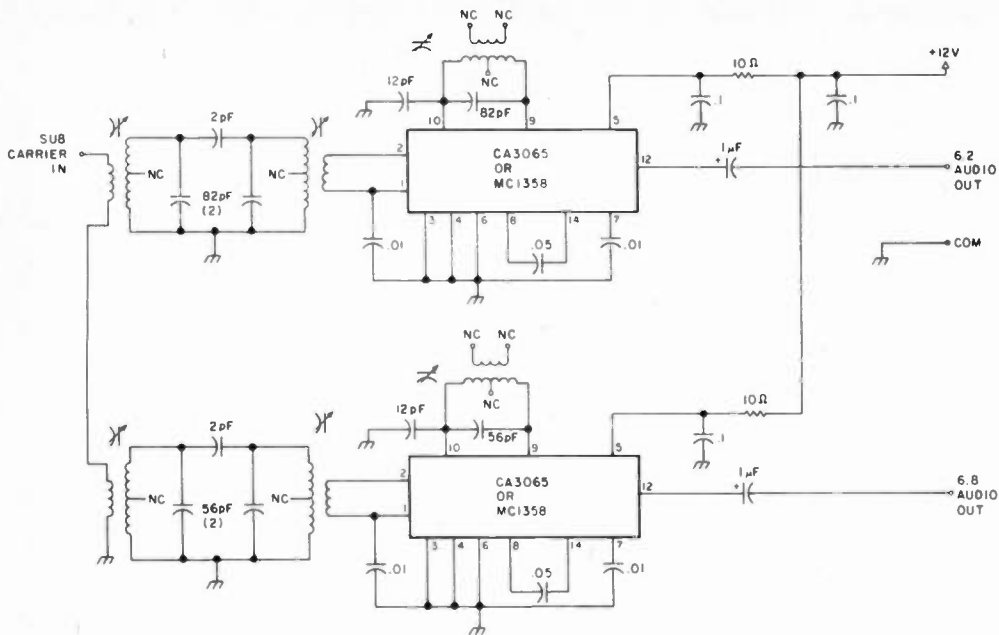 NC NC
NC
12pF
82pF
10 9 5
10Ω
+12V
.1
.1
SUB
CARRIER
IN
2pF
NC
NC
82pF
(2)
2
1
CA3065
OR
MC1358
12
1µF
+
6.2
AUDIO
OUT
3 4 6 8 14 7
.01
.05
.01
COM
NC NC
NC
12pF
56pF
10 9 5
10Ω
.1
2pF
NC
NC
56pF
(2)
2
1
CA3065
OR
MC1358
12
1µF
+
6.8
AUDIO
OUT
3 4 6 8 14 7
.01
.05
.01